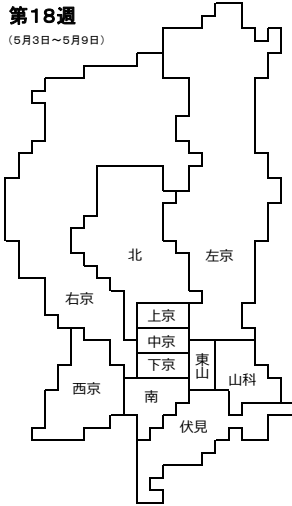 第18週
（5月3日～5月9日）
北
左京
右京
上京
中京
下京
東山
山科
西京
南
伏見